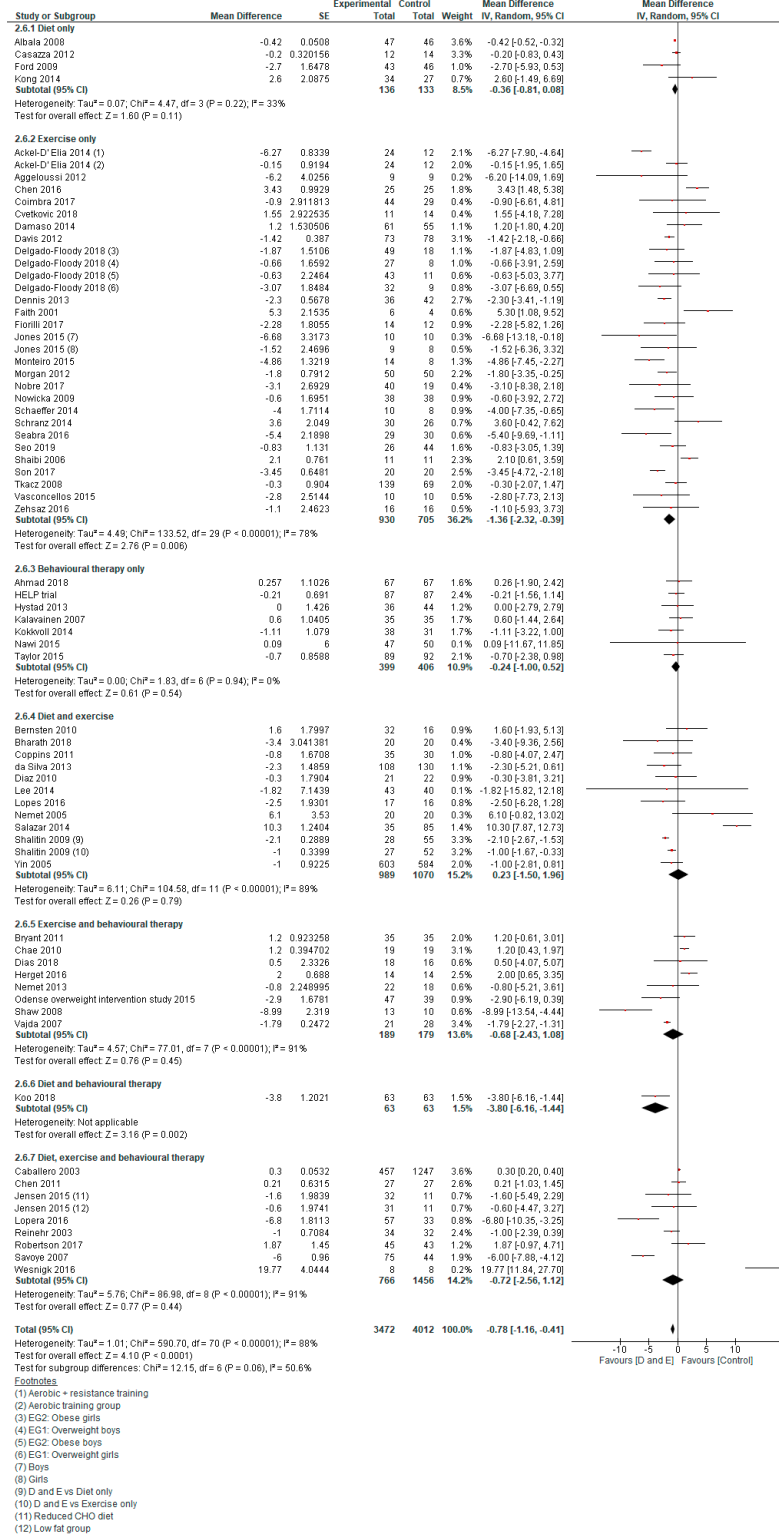 Experimental Control Mean Difference Mean Difference
Study or Subgroup Mean Difference SE Total Total Weight IV, Random, 95% CI IV, Random, 95% CI
2.6.1 Diet only
Albala 2008 -0.42 0.0508 47 46 3.6% -0.42 [-0.52, -0.32]
Casazza 2012 -0.2 0.320156 12 14 3.4% -0.20 [-0.83, 0.43]
Ford 2009 -2.7 1.6478 43 46 1.0% -2.70 [-5.93, 0.53]
Kong 2014 2.6 2.0875 34 27 0.7% 2.60 [-1.49, 6.69]
Subtotal (95% CI) 136 133 8.5% -0.36 [-0.81, 0.08]
Heterogeneity: Tau² = 0.07; Chi² = 4.47, df = 3 (P = 0.22); I² = 33%
Test for overall effect: Z = 1.60 (P = 0.11)
2.6.2 Exercise only
Ackel-D' Elia 2014 (1) -6.27 0.8339 24 12 2.1% -6.27 [-7.90, -4.64]
Ackel-D' Elia 2014 (2) -0.15 0.9194 24 12 2.0% -0.15 [-1.95, 1.65]
Aggeloussi 2012 -6.2 4.0256 9 9 0.2% -6.20 [-14.09, 1.69]
Chen 2016 3.43 0.9929 25 25 1.8% 3.43 [1.48, 5.38]
Coimbra 2017 -0.9 2.911813 44 29 0.4% -0.90 [-6.61, 4.81]
Cvetkovic 2018 1.55 2.922535 11 14 0.4% 1.55 [-4.18, 7.28]
Damaso 2014 1.2 1.530506 61 55 1.1% 1.20 [-1.80, 4.20]
Davis 2012 -1.42 0.387 73 78 3.2% -1.42 [-2.18, -0.66]
Delgado-Floody 2018 (3) -1.87 1.5106 49 18 1.1% -1.87 [-4.83, 1.09]
Delgado-Floody 2018 (4) -0.66 1.6592 27 8 1.0% -0.66 [-3.91, 2.59]
Delgado-Floody 2018 (5) -0.63 2.2464 43 11 0.6% -0.63 [-5.03, 3.77]
Delgado-Floody 2018 (6) -3.07 1.8484 32 9 0.8% -3.07 [-6.69, 0.55]
Dennis 2013 -2.3 0.5678 36 42 2.7% -2.30 [-3.41, -1.19]
Faith 2001 5.3 2.1535 6 4 0.7% 5.30 [1.08, 9.52]
Fiorilli 2017 -2.28 1.8055 14 12 0.9% -2.28 [-5.82, 1.26]
Jones 2015 (7) -6.68 3.3173 10 10 0.3% -6.68 [-13.18, -0.18]
Jones 2015 (8) -1.52 2.4696 9 8 0.5% -1.52 [-6.36, 3.32]
Monteiro 2015 -4.86 1.3219 14 8 1.3% -4.86 [-7.45, -2.27]
Morgan 2012 -1.8 0.7912 50 50 2.2% -1.80 [-3.35, -0.25]
Nobre 2017 -3.1 2.6929 40 19 0.5% -3.10 [-8.38, 2.18]
Nowicka 2009 -0.6 1.6951 38 38 0.9% -0.60 [-3.92, 2.72]
Schaeffer 2014 -4 1.7114 10 8 0.9% -4.00 [-7.35, -0.65]
Schranz 2014 3.6 2.049 30 26 0.7% 3.60 [-0.42, 7.62]
Seabra 2016 -5.4 2.1898 29 30 0.6% -5.40 [-9.69, -1.11]
Seo 2019 -0.83 1.131 26 44 1.6% -0.83 [-3.05, 1.39]
Shaibi 2006 2.1 0.761 11 11 2.3% 2.10 [0.61, 3.59]
Son 2017 -3.45 0.6481 20 20 2.5% -3.45 [-4.72, -2.18]
Tkacz 2008 -0.3 0.904 139 69 2.0% -0.30 [-2.07, 1.47]
Vasconcellos 2015 -2.8 2.5144 10 10 0.5% -2.80 [-7.73, 2.13]
Zehsaz 2016 -1.1 2.4623 16 16 0.5% -1.10 [-5.93, 3.73]
Subtotal (95% CI) 930 705 36.2% -1.36 [-2.32, -0.39]
Heterogeneity: Tau² = 4.49; Chi² = 133.52, df = 29 (P < 0.00001); I² = 78%
Test for overall effect: Z = 2.76 (P = 0.006)
2.6.3 Behavioural therapy only
Ahmad 2018 0.257 1.1026 67 67 1.6% 0.26 [-1.90, 2.42]
HELP trial -0.21 0.691 87 87 2.4% -0.21 [-1.56, 1.14]
Hystad 2013 0 1.426 36 44 1.2% 0.00 [-2.79, 2.79]
Kalavainen 2007 0.6 1.0405 35 35 1.7% 0.60 [-1.44, 2.64]
Kokkvoll 2014 -1.11 1.079 38 31 1.7% -1.11 [-3.22, 1.00]
Nawi 2015 0.09 6 47 50 0.1% 0.09 [-11.67, 11.85]
Taylor 2015 -0.7 0.8588 89 92 2.1% -0.70 [-2.38, 0.98]
Subtotal (95% CI) 399 406 10.9% -0.24 [-1.00, 0.52]
Heterogeneity: Tau² = 0.00; Chi² = 1.83, df = 6 (P = 0.94); I² = 0%
Test for overall effect: Z = 0.61 (P = 0.54)
2.6.4 Diet and exercise
Bernsten 2010 1.6 1.7997 32 16 0.9% 1.60 [-1.93, 5.13]
Bharath 2018 -3.4 3.041381 20 20 0.4% -3.40 [-9.36, 2.56]
Coppins 2011 -0.8 1.6708 35 30 1.0% -0.80 [-4.07, 2.47]
da Silva 2013 -2.3 1.4859 108 130 1.1% -2.30 [-5.21, 0.61]
Diaz 2010 -0.3 1.7904 21 22 0.9% -0.30 [-3.81, 3.21]
Lee 2014 -1.82 7.1439 43 40 0.1% -1.82 [-15.82, 12.18]
Lopes 2016 -2.5 1.9301 17 16 0.8% -2.50 [-6.28, 1.28]
Nemet 2005 6.1 3.53 20 20 0.3% 6.10 [-0.82, 13.02]
Salazar 2014 10.3 1.2404 35 85 1.4% 10.30 [7.87, 12.73]
Shalitin 2009 (9) -2.1 0.2889 28 55 3.4% -2.10 [-2.67, -1.53]
Shalitin 2009 (10) -1 0.3399 27 52 3.3% -1.00 [-1.67, -0.33]
Yin 2005 -1 0.9225 603 584 1.9% -1.00 [-2.81, 0.81]
Subtotal (95% CI) 989 1070 15.2% 0.23 [-1.50, 1.96]
Heterogeneity: Tau² = 6.11; Chi² = 104.58, df = 11 (P < 0.00001); I² = 89%
Test for overall effect: Z = 0.26 (P = 0.79)
2.6.5 Exercise and behavioural therapy
Bryant 2011 1.2 0.923258 35 35 2.0% 1.20 [-0.61, 3.01]
Chae 2010 1.2 0.394702 19 19 3.2% 1.20 [0.43, 1.97]
Dias 2018 0.5 2.3326 18 16 0.6% 0.50 [-4.07, 5.07]
Herget 2016 2 0.688 14 14 2.4% 2.00 [0.65, 3.35]
Nemet 2013 -0.8 2.248995 22 18 0.6% -0.80 [-5.21, 3.61]
Odense overweight intervention study 2015 -2.9 1.6781 47 39 0.9% -2.90 [-6.19, 0.39]
Shaw 2008 -8.99 2.319 13 10 0.6% -8.99 [-13.54, -4.44]
Vajda 2007 -1.79 0.2472 21 28 3.4% -1.79 [-2.27, -1.31]
Subtotal (95% CI) 189 179 13.6% -0.68 [-2.43, 1.08]
Heterogeneity: Tau² = 4.57; Chi² = 77.01, df = 7 (P < 0.00001); I² = 91%
Test for overall effect: Z = 0.76 (P = 0.45)
2.6.6 Diet and behavioural therapy
Koo 2018 -3.8 1.2021 63 63 1.5% -3.80 [-6.16, -1.44]
Subtotal (95% CI) 63 63 1.5% -3.80 [-6.16, -1.44]
Heterogeneity: Not applicable
Test for overall effect: Z = 3.16 (P = 0.002)
2.6.7 Diet, exercise and behavioural therapy
Caballero 2003 0.3 0.0532 457 1247 3.6% 0.30 [0.20, 0.40]
Chen 2011 0.21 0.6315 27 27 2.6% 0.21 [-1.03, 1.45]
Jensen 2015 (11) -1.6 1.9839 32 11 0.7% -1.60 [-5.49, 2.29]
Jensen 2015 (12) -0.6 1.9741 31 11 0.7% -0.60 [-4.47, 3.27]
Lopera 2016 -6.8 1.8113 57 33 0.9% -6.80 [-10.35, -3.25]
Reinehr 2003 -1 0.7084 34 32 2.4% -1.00 [-2.39, 0.39]
Robertson 2017 1.87 1.45 45 43 1.2% 1.87 [-0.97, 4.71]
Savoye 2007 -6 0.96 75 44 1.9% -6.00 [-7.88, -4.12]
Wesnigk 2016 19.77 4.0444 8 8 0.2% 19.77 [11.84, 27.70]
Subtotal (95% CI) 766 1456 14.2% -0.72 [-2.56, 1.12]
Heterogeneity: Tau² = 5.76; Chi² = 86.98, df = 8 (P < 0.00001); I² = 91%
Test for overall effect: Z = 0.77 (P = 0.44)
Total (95% CI) 3472 4012 100.0% -0.78 [-1.16, -0.41]
Heterogeneity: Tau² = 1.01; Chi² = 590.70, df = 70 (P < 0.00001); I² = 88%
Test for overall effect: Z = 4.10 (P < 0.0001)
Test for subgroup differences: Chi² = 12.15, df = 6 (P = 0.06), I² = 50.6%
-10 -5 0 5 10
Favours [D and E] Favours [Control]
Footnotes
(1) Aerobic + resistance training
(2) Aerobic training group
(3) EG2: Obese girls
(4) EG1: Overweight boys
(5) EG2: Obese boys
(6) EG1: Overweight girls
(7) Boys
(8) Girls
(9) D and E vs Diet only
(10) D and E vs Exercise only
(11) Reduced CHO diet
(12) Low fat group